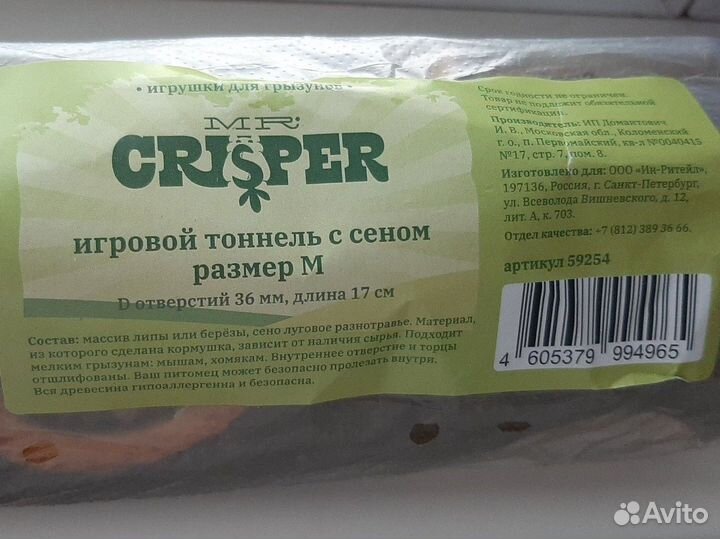 • игрушки для грызунов •
MR.
CRISPER
игровой тоннель с сеном
размер М
D отверстий 36 мм, длина 17 см
Состав: массив липы или берёзы, сено луговое разнотравье. Материал,
из которого сделана кормушка, зависит от наличия сырья. Подходит
мелким грызунам: мышам, хомякам. Внутреннее отверстие и торцы
отшлифованы. Ваш питомец может безопасно пролезать внутри.
Вся древесина гипоаллергенна и безопасна.
Срок годности не ограничен.
Товар не подлежит обязательной
сертификации.
Производитель: ИП Домактович
И. В., Московская обл., Коломенский
г. о., п. Первомайский, кв-л №0040415
№17, стр. 7, пом. 8.
Изготовлено для: ООО «Ин-Ритейл»,
197136, Россия, г. Санкт-Петербург,
ул. Всеволода Вишневского, д. 12,
лит. А, к. 703.
Отдел качества: +7 (812) 389 36 66.
артикул 59254
4 605379 994965
Avito